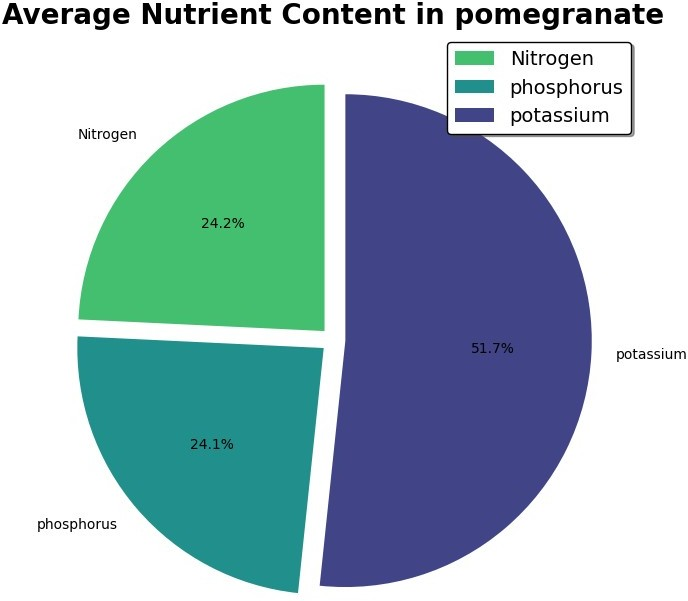 Average Nutrient Content in pomegranate
Nitrogen
phosphorus
potassium
Nitrogen
24.2%
51.7%
potassium
24.1%
phosphorus